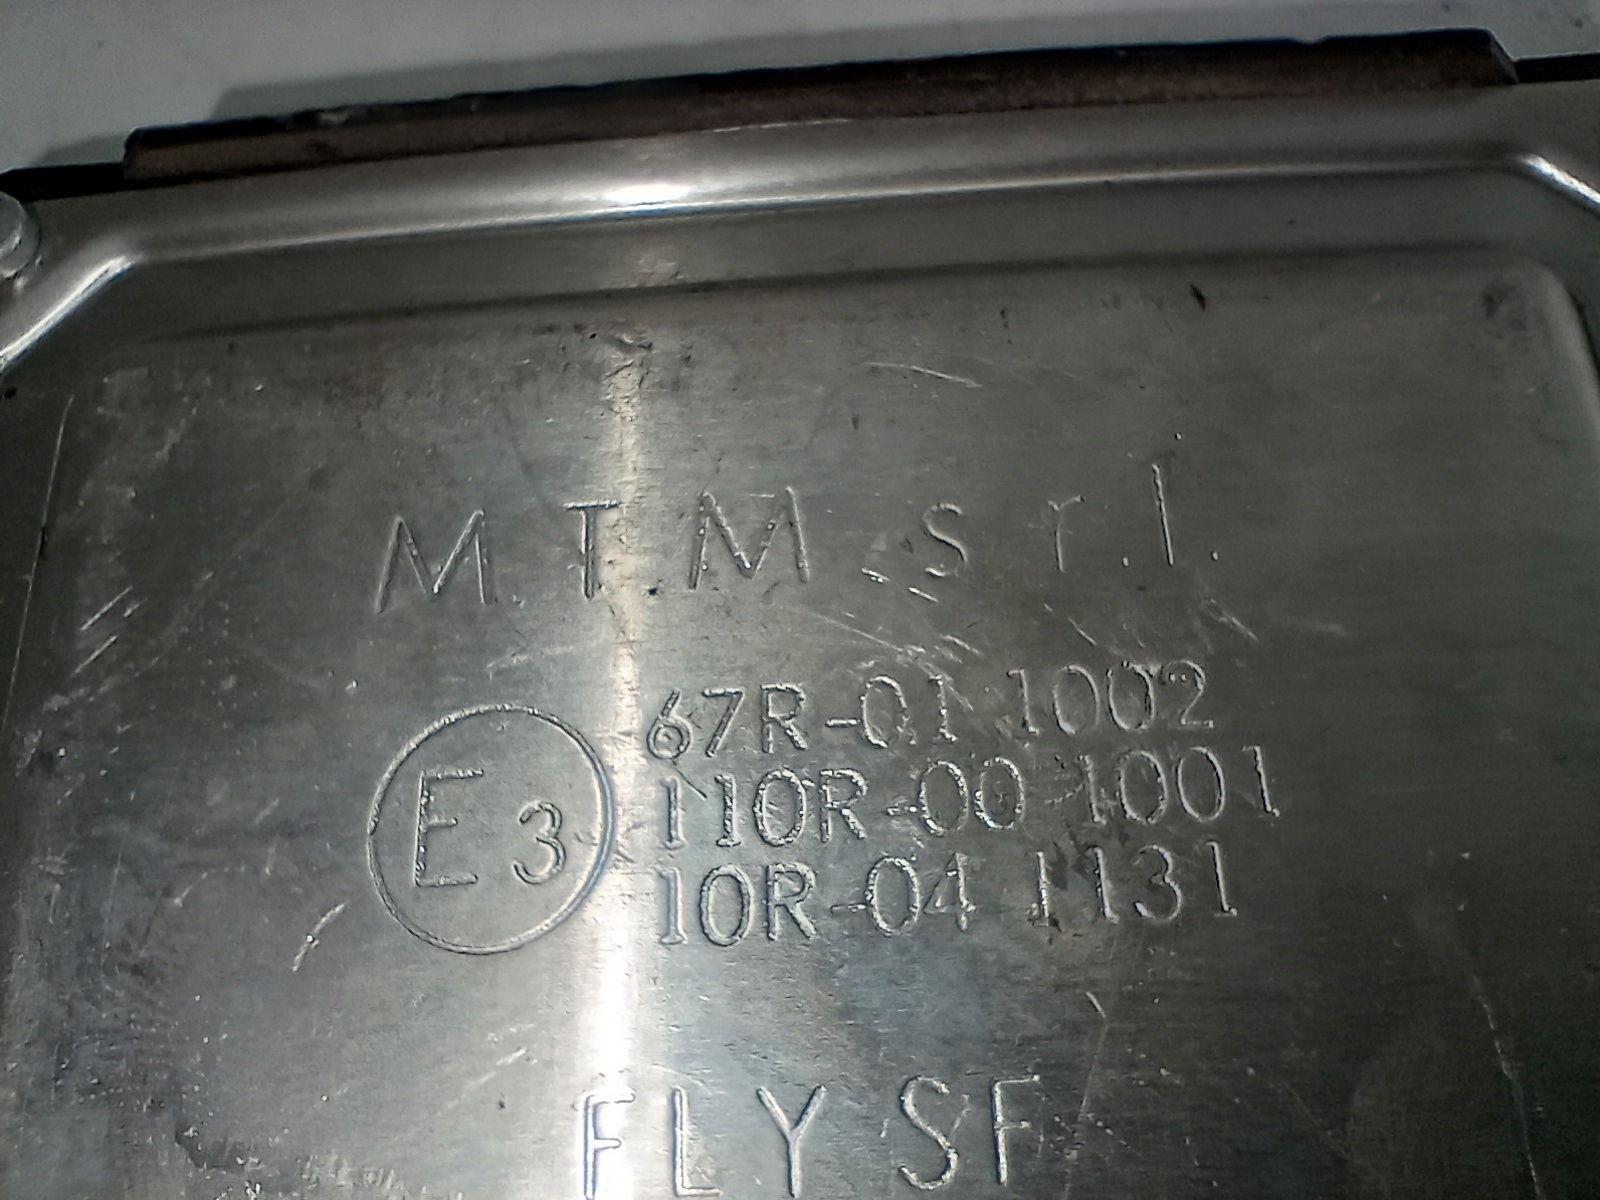 M.T.M. s.r.l.
E3
67R-01 1002
110R-00 1001
10R-04 1131
FLY SF